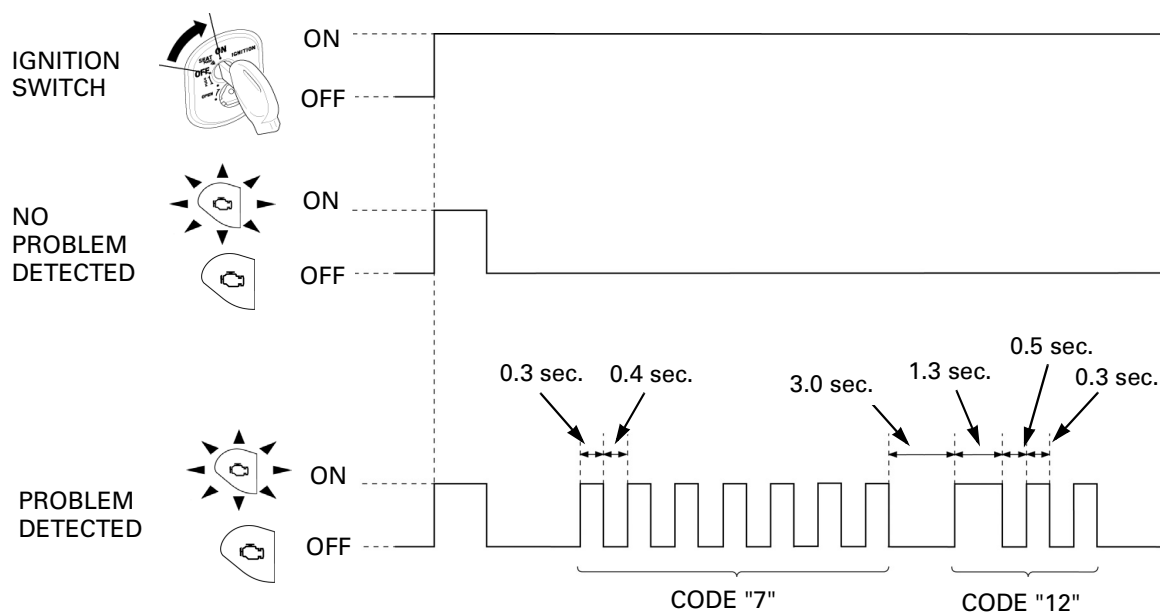 IGNITION
SWITCH
ON
OFF
ON
IGNITION
SEAT
OFF
OPEN
NO
PROBLEM
DETECTED
ON
OFF
0.3 sec.
0.4 sec.
3.0 sec.
1.3 sec.
0.5 sec.
0.3 sec.
PROBLEM
DETECTED
ON
OFF
CODE "7"
CODE "12"